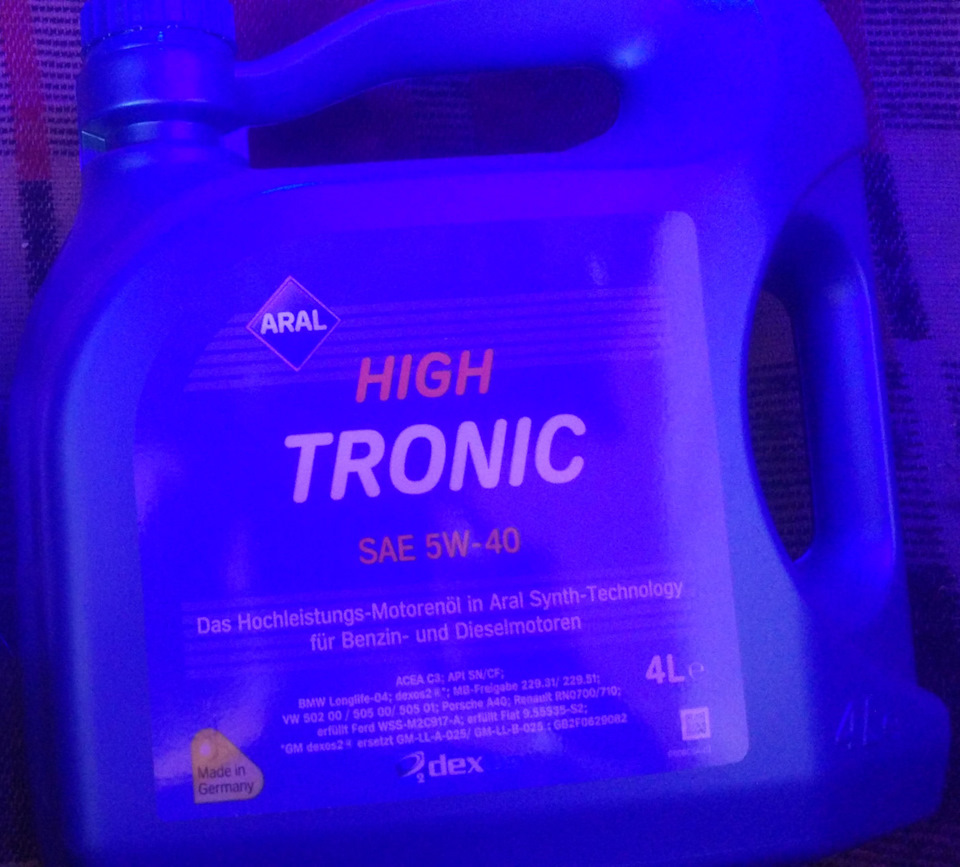 ARAL
HIGH
TRONIC
SAE 5W-40
Das Hochleistungs-Motorenöl in Aral Synth-Technology
für Benzin- und Dieselmotoren
ACEA C3; API SN/CF;
BMW Longlife-04; dexos2®*; MB-Freigabe 229.31/ 229.51;
VW 502 00 / 505 00/ 505 01; Porsche A40; Renault RN0700/710;
erfüllt Ford WSS-M2C917-A; erfüllt Fiat 9.55535-S2;
*GM dexos2® ersetzt GM-LL-A-025/ GM-LL-B-025 : GB2F0629082
4L e
dex
Made in
Germany